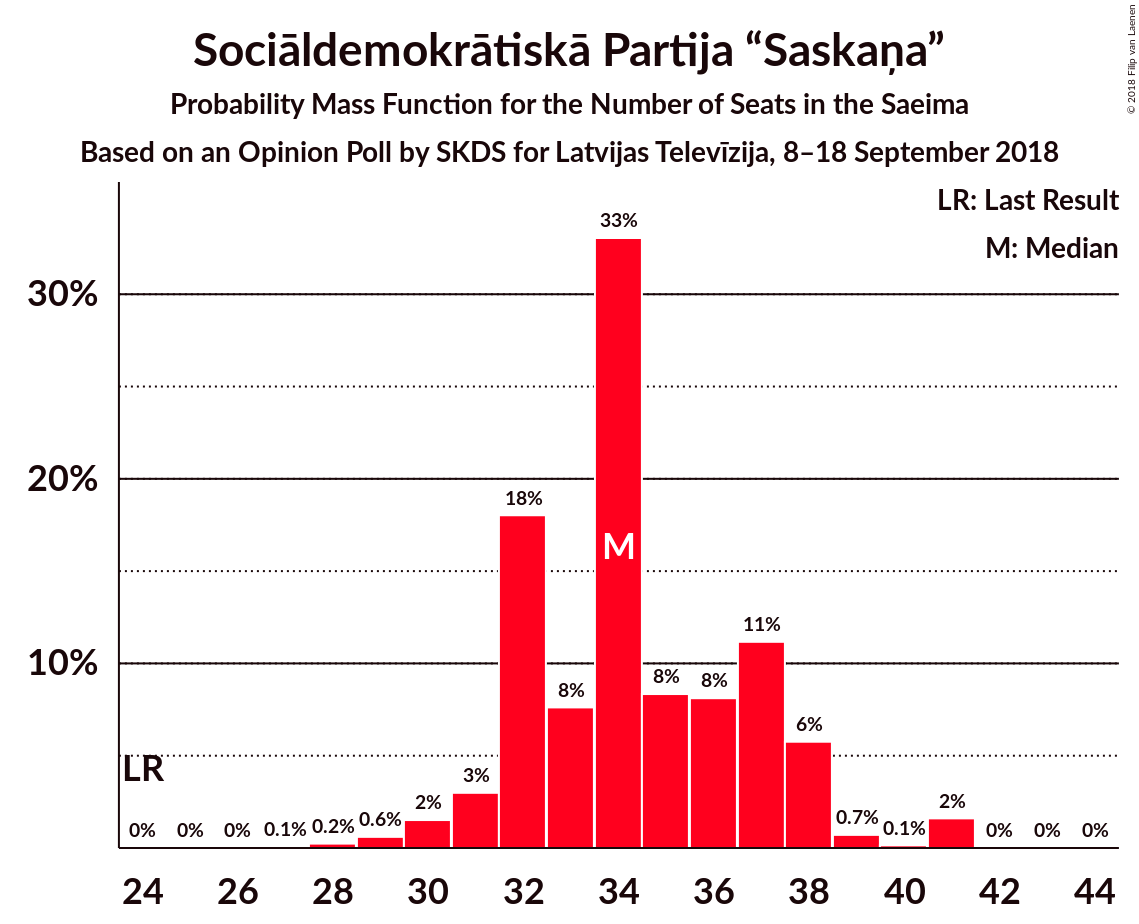 Sociāldemokrātiskā Partija “Saskaņa”
Probability Mass Function for the Number of Seats in the Saeima
Based on an Opinion Poll by SKDS for Latvijas Televīzija, 8–18 September 2018
© 2018 Filip van Laenen
LR: Last Result
M: Median
30%
20%
10%
LR
M
0% 0% 0% 0.1% 0.2% 0.6% 2% 3% 18% 8% 33% 8% 8% 11% 6% 0.7% 0.1% 2% 0% 0% 0%
24 26 28 30 32 34 36 38 40 42 44